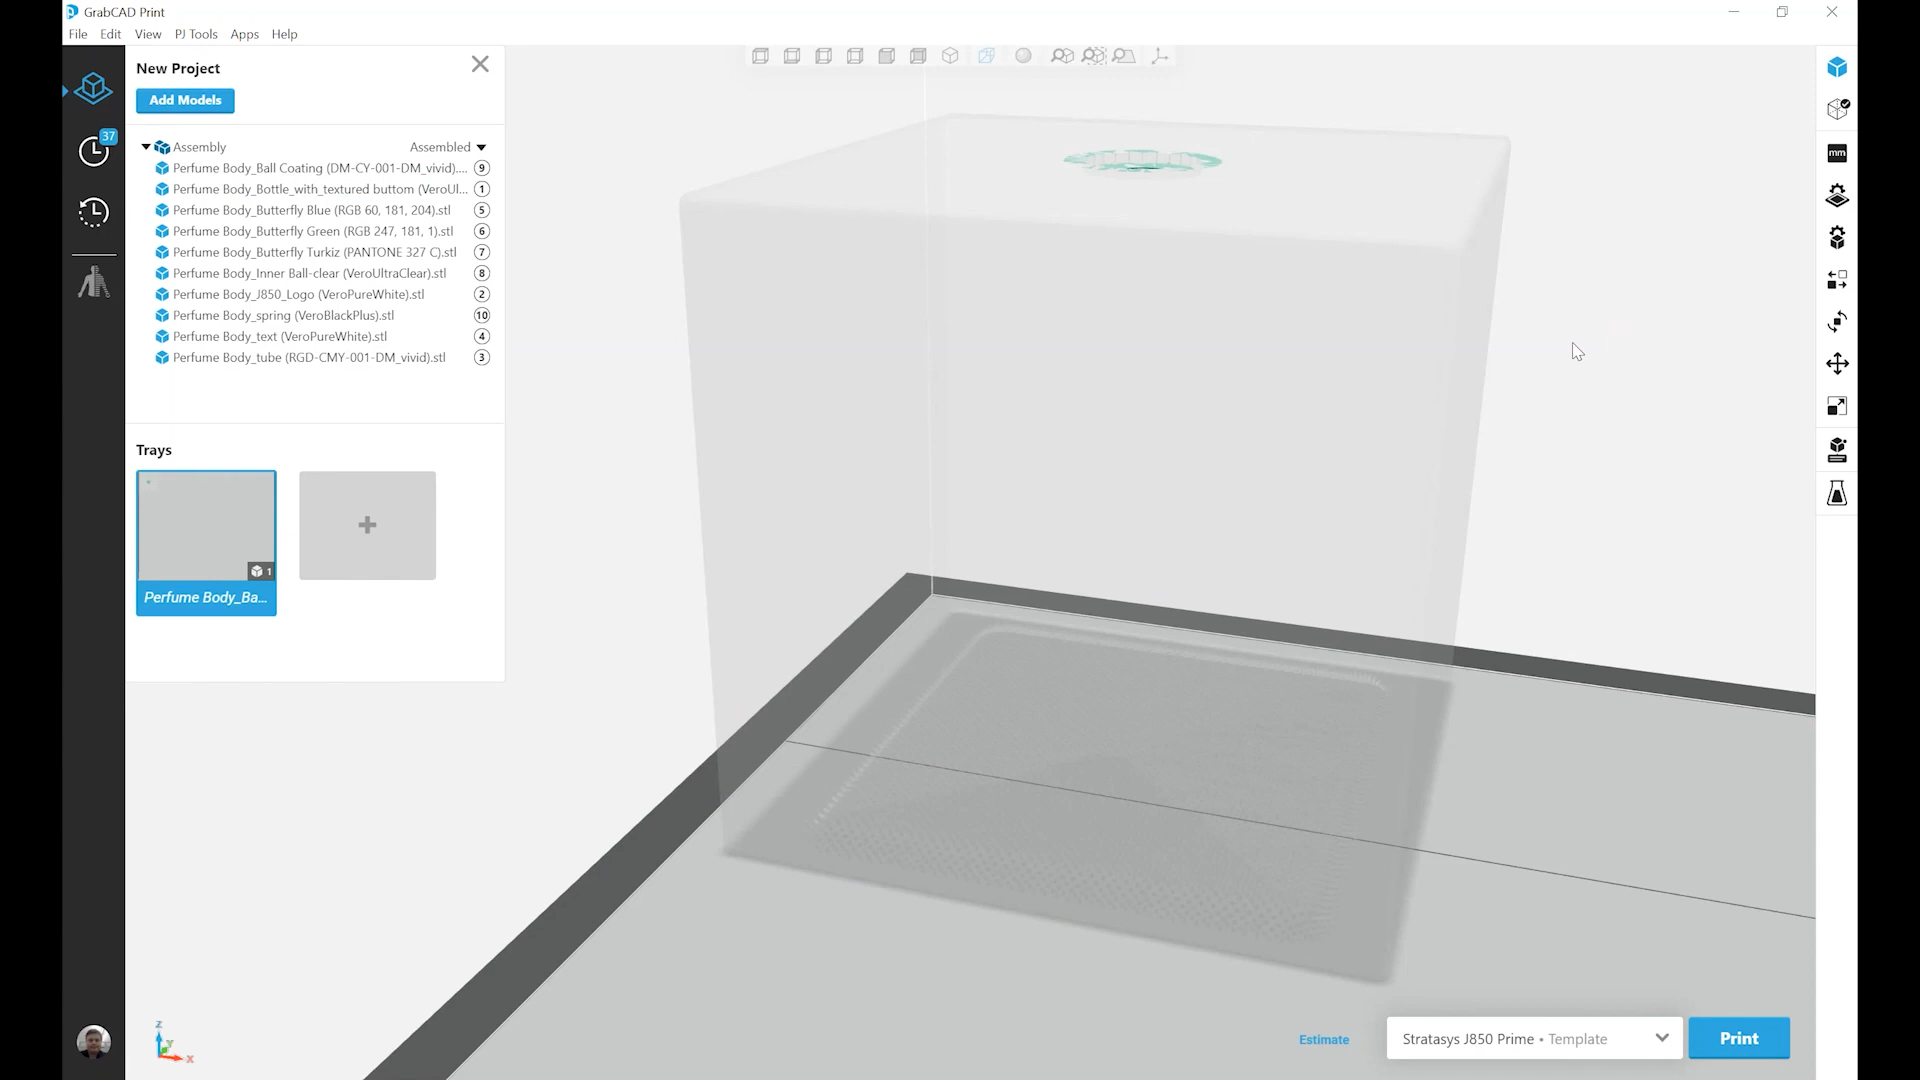 GrabCAD Print
File Edit View PJ Tools Apps Help
New Project
Add Models
37
Assembly Assembled
Perfume Body_Ball Coating (DM-CY-001-DM_vivid).... 9
Perfume Body_Bottle_with_textured buttom (VeroUl... 1
Perfume Body_Butterfly Blue (RGB 60, 181, 204).stl 5
Perfume Body_Butterfly Green (RGB 247, 181, 1).stl 6
Perfume Body_Butterfly Turkiz (PANTONE 327 C).stl 7
Perfume Body_Inner Ball-clear (VeroUltraClear).stl 8
Perfume Body_J850_Logo (VeroPureWhite).stl 2
Perfume Body_spring (VeroBlackPlus).stl 10
Perfume Body_text (VeroPureWhite).stl 4
Perfume Body_tube (RGD-CMY-001-DM_vivid).stl 3
mm
Trays
1
Perfume Body_Ba...
Z
Y
X
Estimate
Stratasys J850 Prime • Template
Print